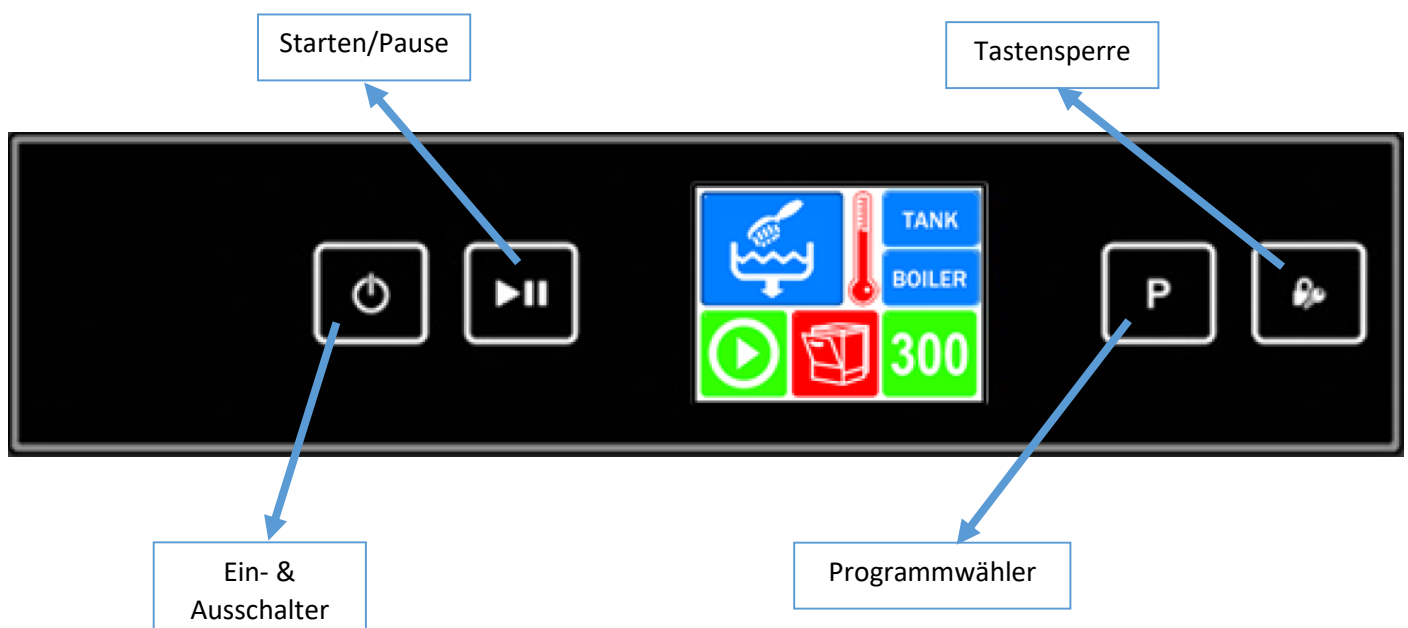 Starten/Pause
Tastensperre
TANK
BOILER
P
300
Ein- &
Ausschalter
Programmwähler